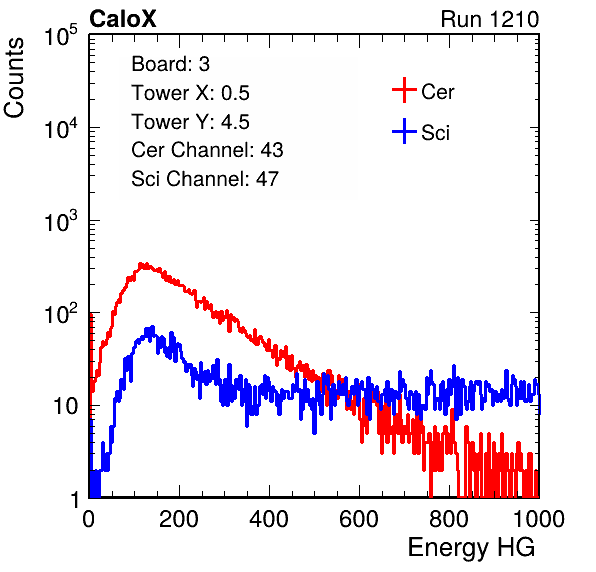 CaloX Run 1210
Counts
Board: 3
Tower X: 0.5
Tower Y: 4.5
Cer Channel: 43
Sci Channel: 47
Cer
Sci
10^5
10^4
10^3
10^2
10
1
0 200 400 600 800 1000
Energy HG